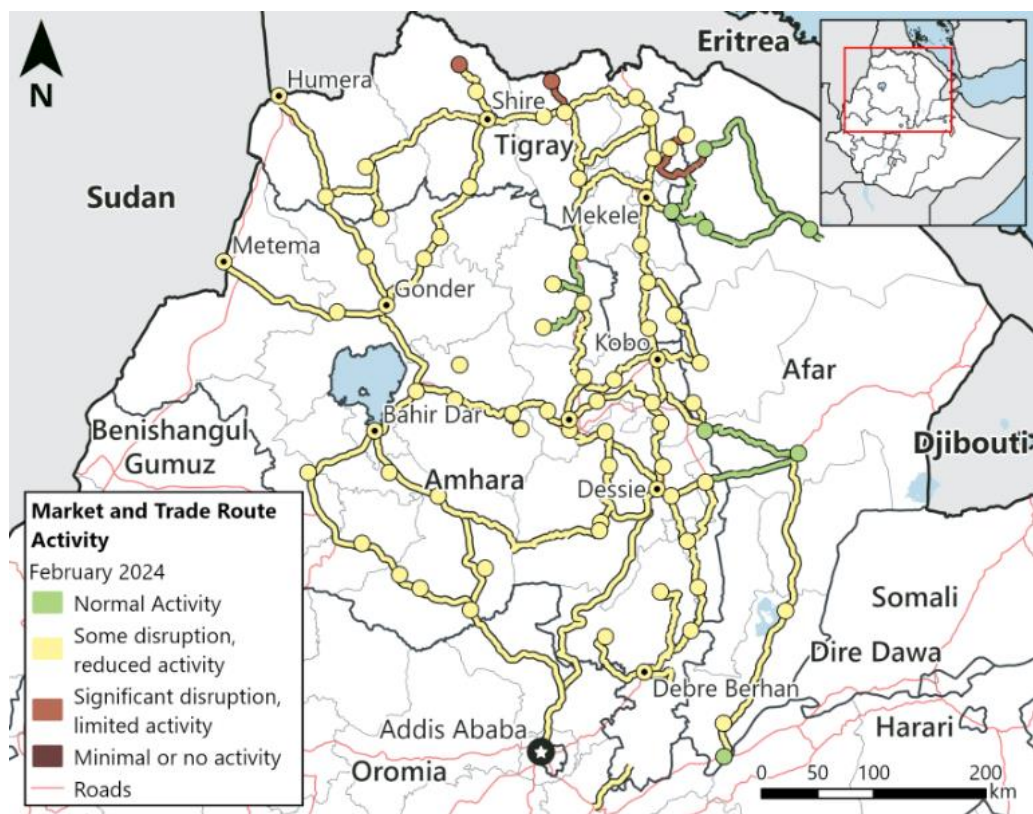 Eritrea
N
Humera
Shire
Tigray
Sudan
Mekele
Metema
Gonder
Kobo
Afar
Bahir Dar
Benishangul
Gumuz
Djibouti
Amhara
Dessie
Market and Trade Route
Activity
February 2024
Normal Activity
Some disruption,
reduced activity
Significant disruption,
limited activity
Minimal or no activity
Roads
Somali
Dire Dawa
Debre Berhan
Harari
Addis Ababa
Oromia
0 50 100 200
km